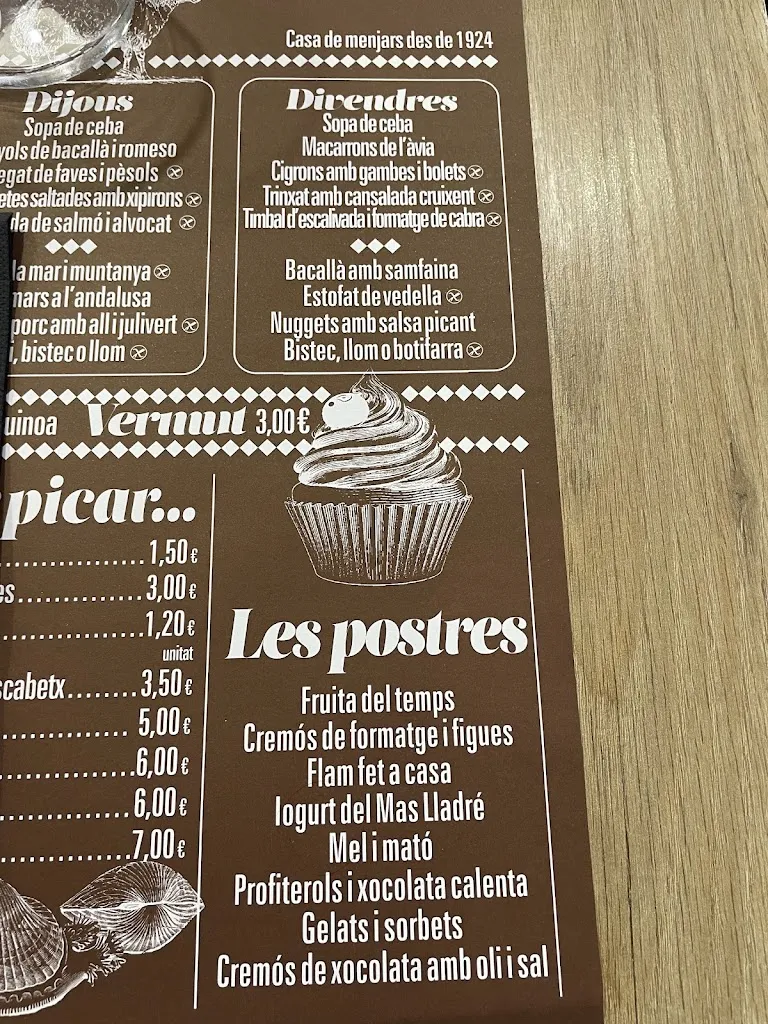 Casa de menjars des de 1924
Dijous
Sopa de ceba
yols de bacallà i romeso
egat de faves i pèsols
etes saltades amb xipirons
da de salmó i alvocat
la mar i muntanya
mars a l'andalusa
porc amb all i julivert
i, bistec o llom
Divendres
Sopa de ceba
Macarrons de l'àvia
Cigrons amb gambes i bolets
Trinxat amb cansalada cruixent
Timbal d'escalivada i formatge de cabra
Bacallà amb samfaina
Estofat de vedella
Nuggets amb salsa picant
Bistec, llom o botifarra
uinoa Vermut 3,00 €
picar...
1,50 €
es 3,00 €
1,20 €
unitat
scabetx 3,50 €
5,00 €
6,00 €
6,00 €
7,00 €
Les postres
Fruita del temps
Cremós de formatge i figues
Flam fet a casa
Iogurt del Mas Lladré
Mel i mató
Profiterols i xocolata calenta
Gelats i sorbets
Cremós de xocolata amb oli i sal